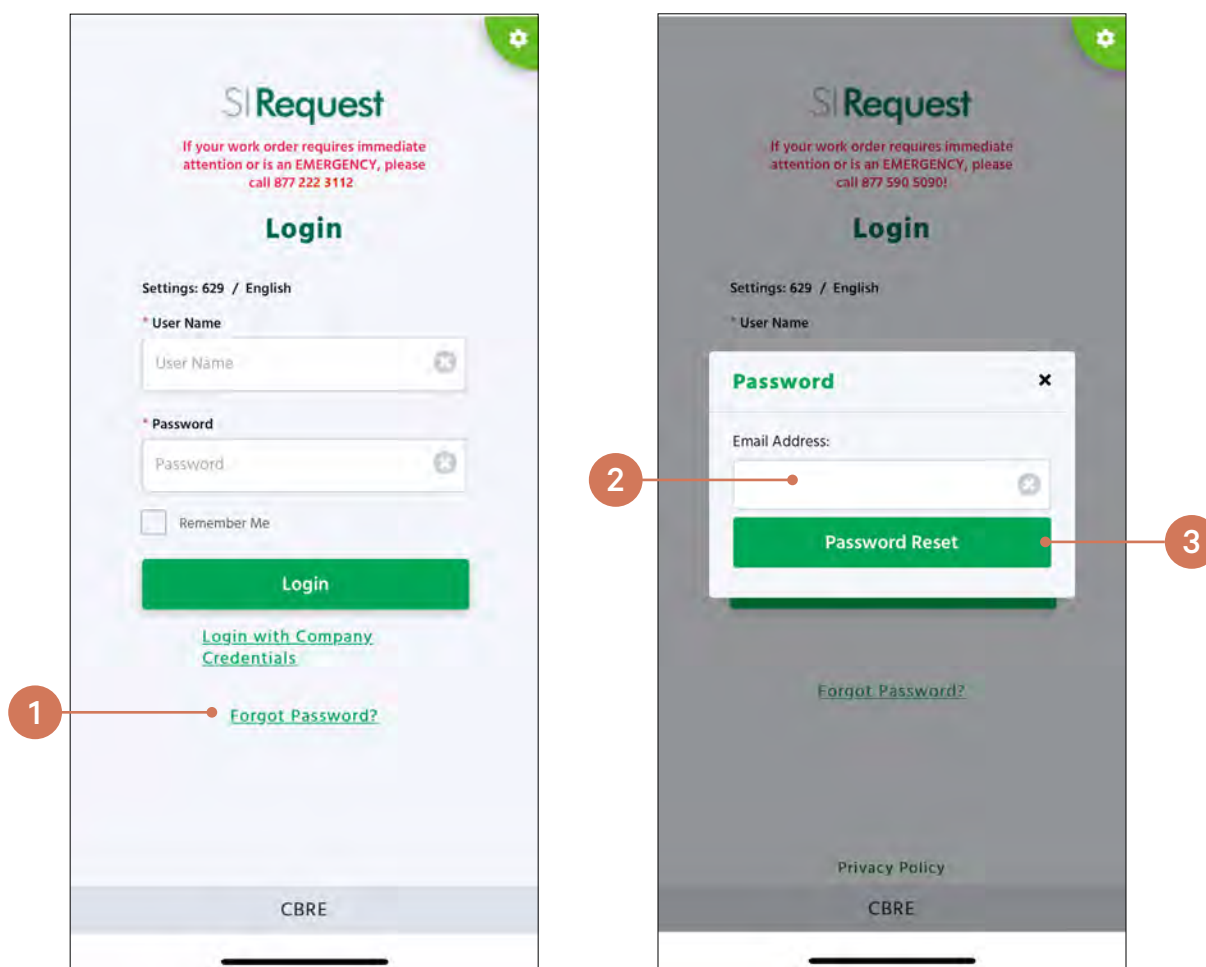 SI Request
If your work order requires immediate
attention or is an EMERGENCY, please
call 877 222 3112
Login
Settings: 629 / English
* User Name
User Name
* Password
Password
Remember Me
Login
Login with Company
Credentials
1
Forgot Password?
CBRE
SI Request
If your work order requires immediate
attention or is an EMERGENCY, please
call 877 590 5090!
Login
Settings: 629 / English
* User Name
Password
Email Address:
2
Password Reset
3
Forgot Password?
Privacy Policy
CBRE